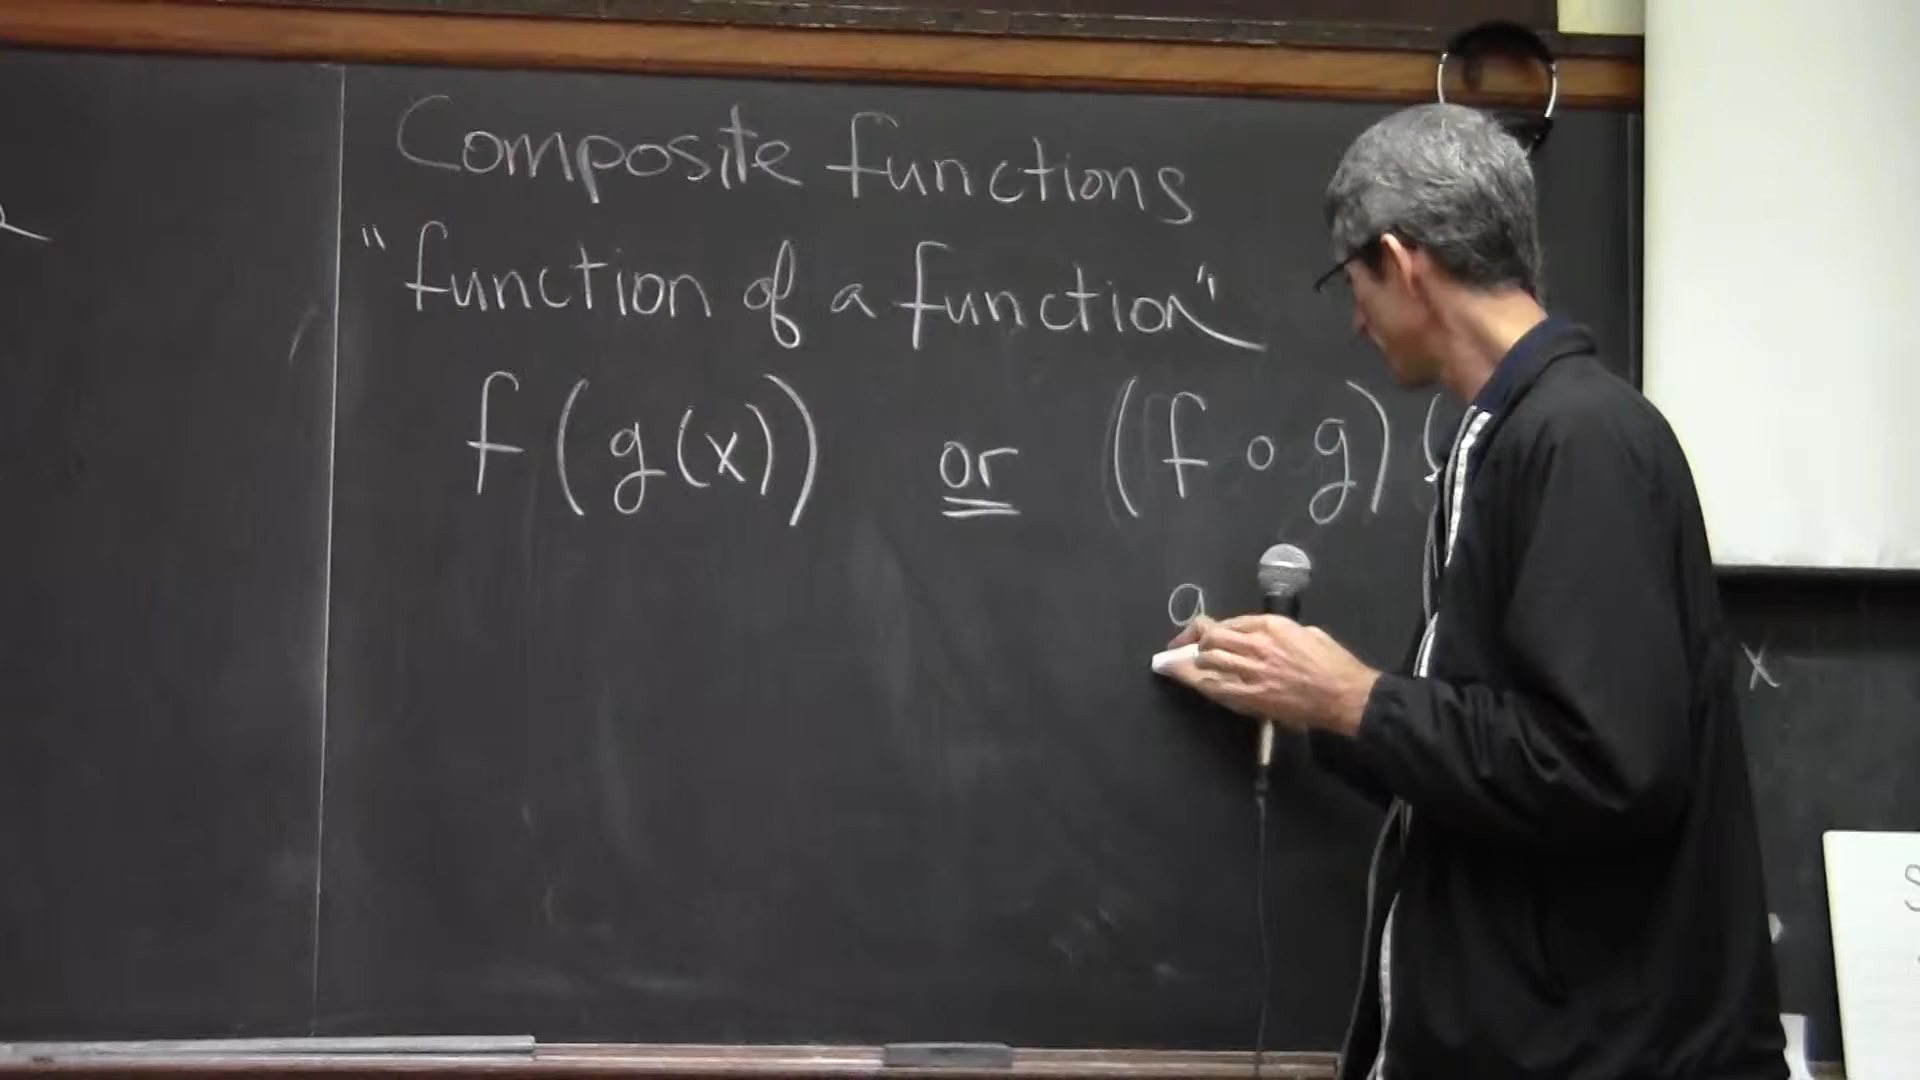 Composite functions
"function of a function"
f(g(x)) or (f∘g)(
g
x
S